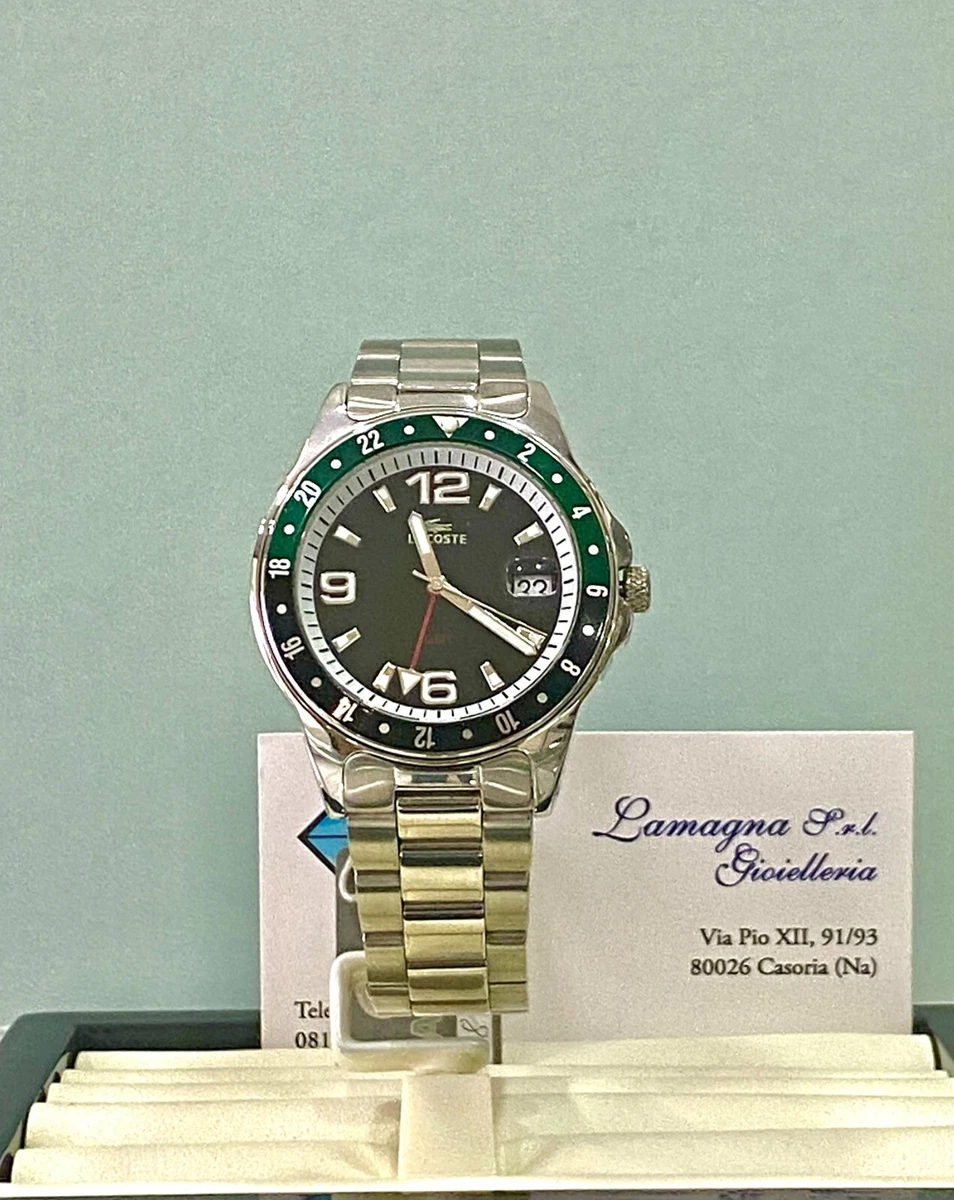 22
2
20
4
18
6
16
8
14
12
10
12
LACOSTE
9
6
Lamagna S.r.l.
Gioielleria
Via Pio XII, 91/93
80026 Casoria (Na)
Tele
081